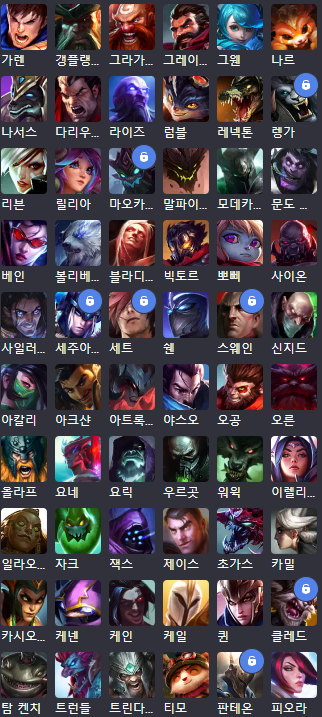 가렌 갱플랭... 그라가... 그레이... 그웬 나르
나서스 다리우... 라이즈 럼블 레넥톤 렝가
리븐 릴리아 마오카... 말파이... 모데카... 문도 ...
베인 볼리베... 블라디... 빅토르 뽀삐 사이온
사일러... 세주아... 세트 쉔 스웨인 신지드
아칼리 아크샨 아트록... 야스오 오공 오른
올라프 요네 요릭 우르곳 워윅 이렐리...
일라오... 자크 잭스 제이스 초가스 카밀
카시오... 케넨 케인 케일 퀸 클레드
탐 켄치 트런들 트린다... 티모 판테온 피오라